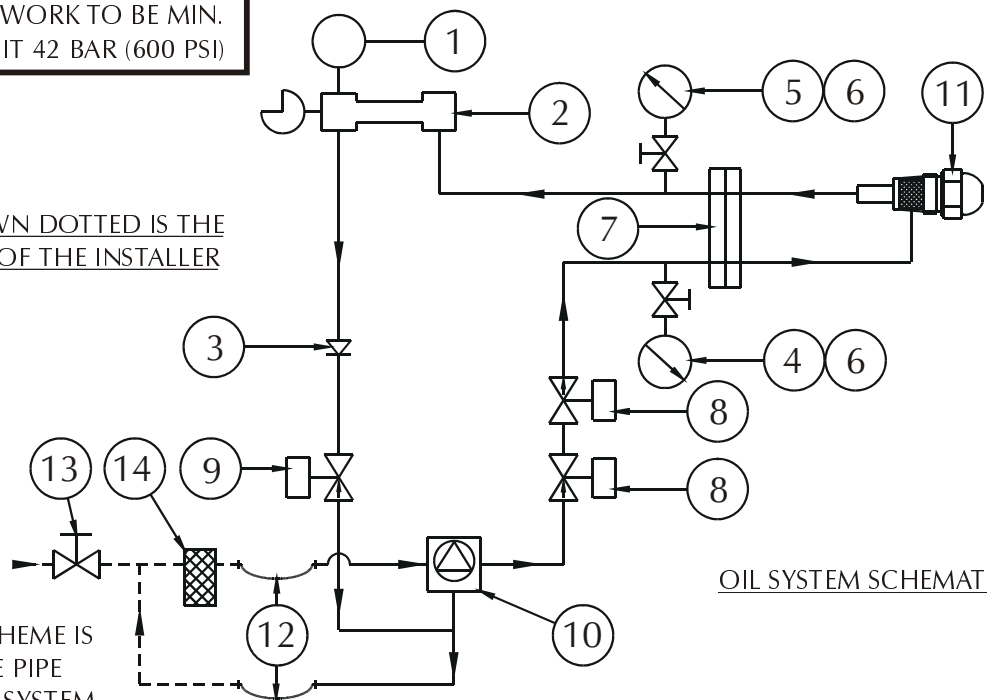 WORK TO BE MIN.
IT 42 BAR (600 PSI)
1
2
5 6
11
WN DOTTED IS THE
OF THE INSTALLER
7
3
4 6
8
13 14 9
8
OIL SYSTEM SCHEMAT
12
10
HEME IS
E PIPE
SYSTEM